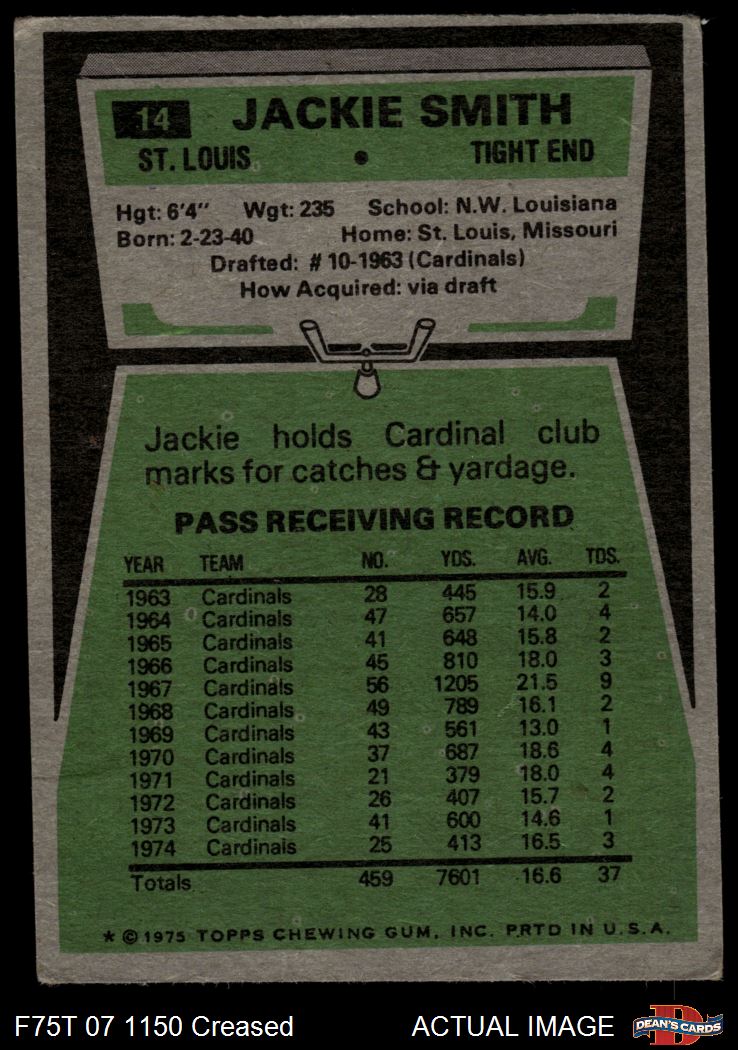 14 JACKIE SMITH
ST. LOUIS • TIGHT END
Hgt: 6'4" Wgt: 235 School: N.W. Louisiana
Born: 2-23-40 Home: St. Louis, Missouri
Drafted: # 10-1963 (Cardinals)
How Acquired: via draft
Jackie holds Cardinal club
marks for catches & yardage.
PASS RECEIVING RECORD
YEAR TEAM NO. YDS. AVG. TDS.
1963 Cardinals 28 445 15.9 2
1964 Cardinals 47 657 14.0 4
1965 Cardinals 41 648 15.8 2
1966 Cardinals 45 810 18.0 3
1967 Cardinals 56 1205 21.5 9
1968 Cardinals 49 789 16.1 2
1969 Cardinals 43 561 13.0 1
1970 Cardinals 37 687 18.6 4
1971 Cardinals 21 379 18.0 4
1972 Cardinals 26 407 15.7 2
1973 Cardinals 41 600 14.6 1
1974 Cardinals 25 413 16.5 3
Totals 459 7601 16.6 37
* © 1975 TOPPS CHEWING GUM, INC. PRTD IN U.S.A.
F75T 07 1150 Creased ACTUAL IMAGE
D
DEAN'S CARDS